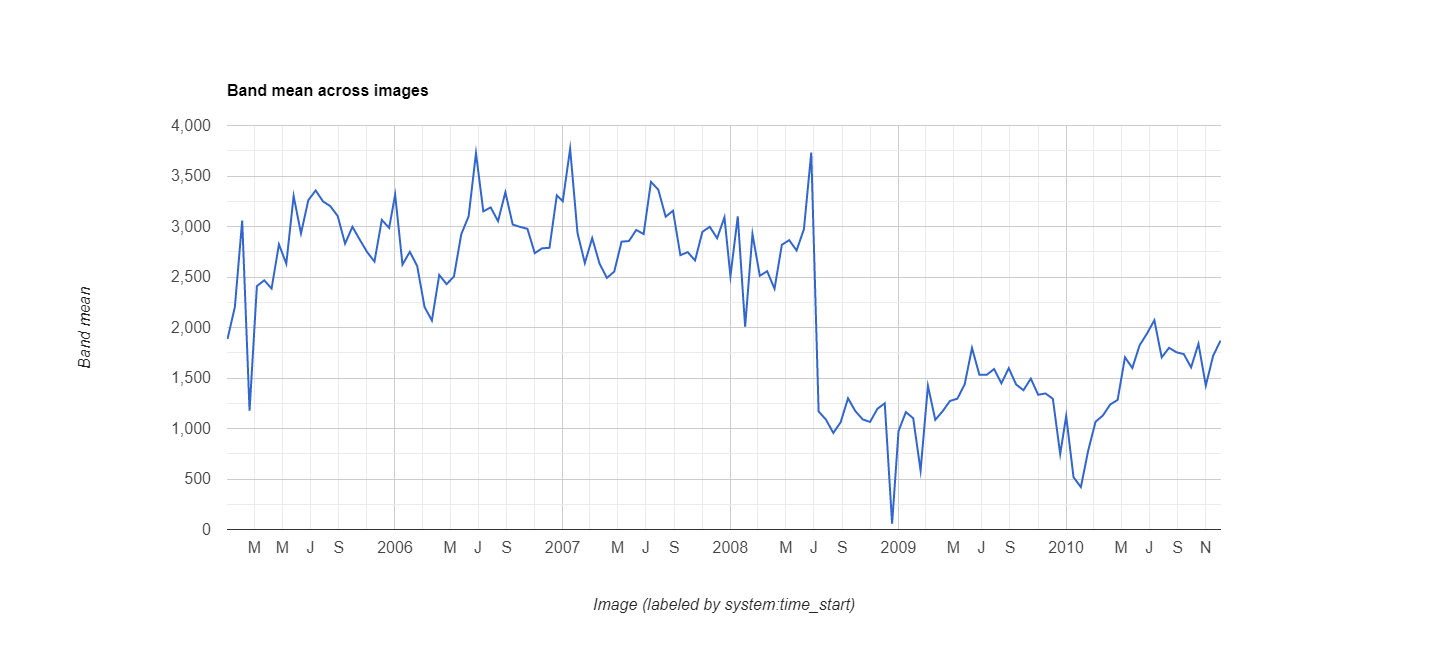 Band mean across images
4,000
3,500
3,000
2,500
2,000
1,500
1,000
500
0
Band mean
M M J S 2006 M J S 2007 M J S 2008 M J S 2009 M J S 2010 M J S N
Image (labeled by system:time_start)